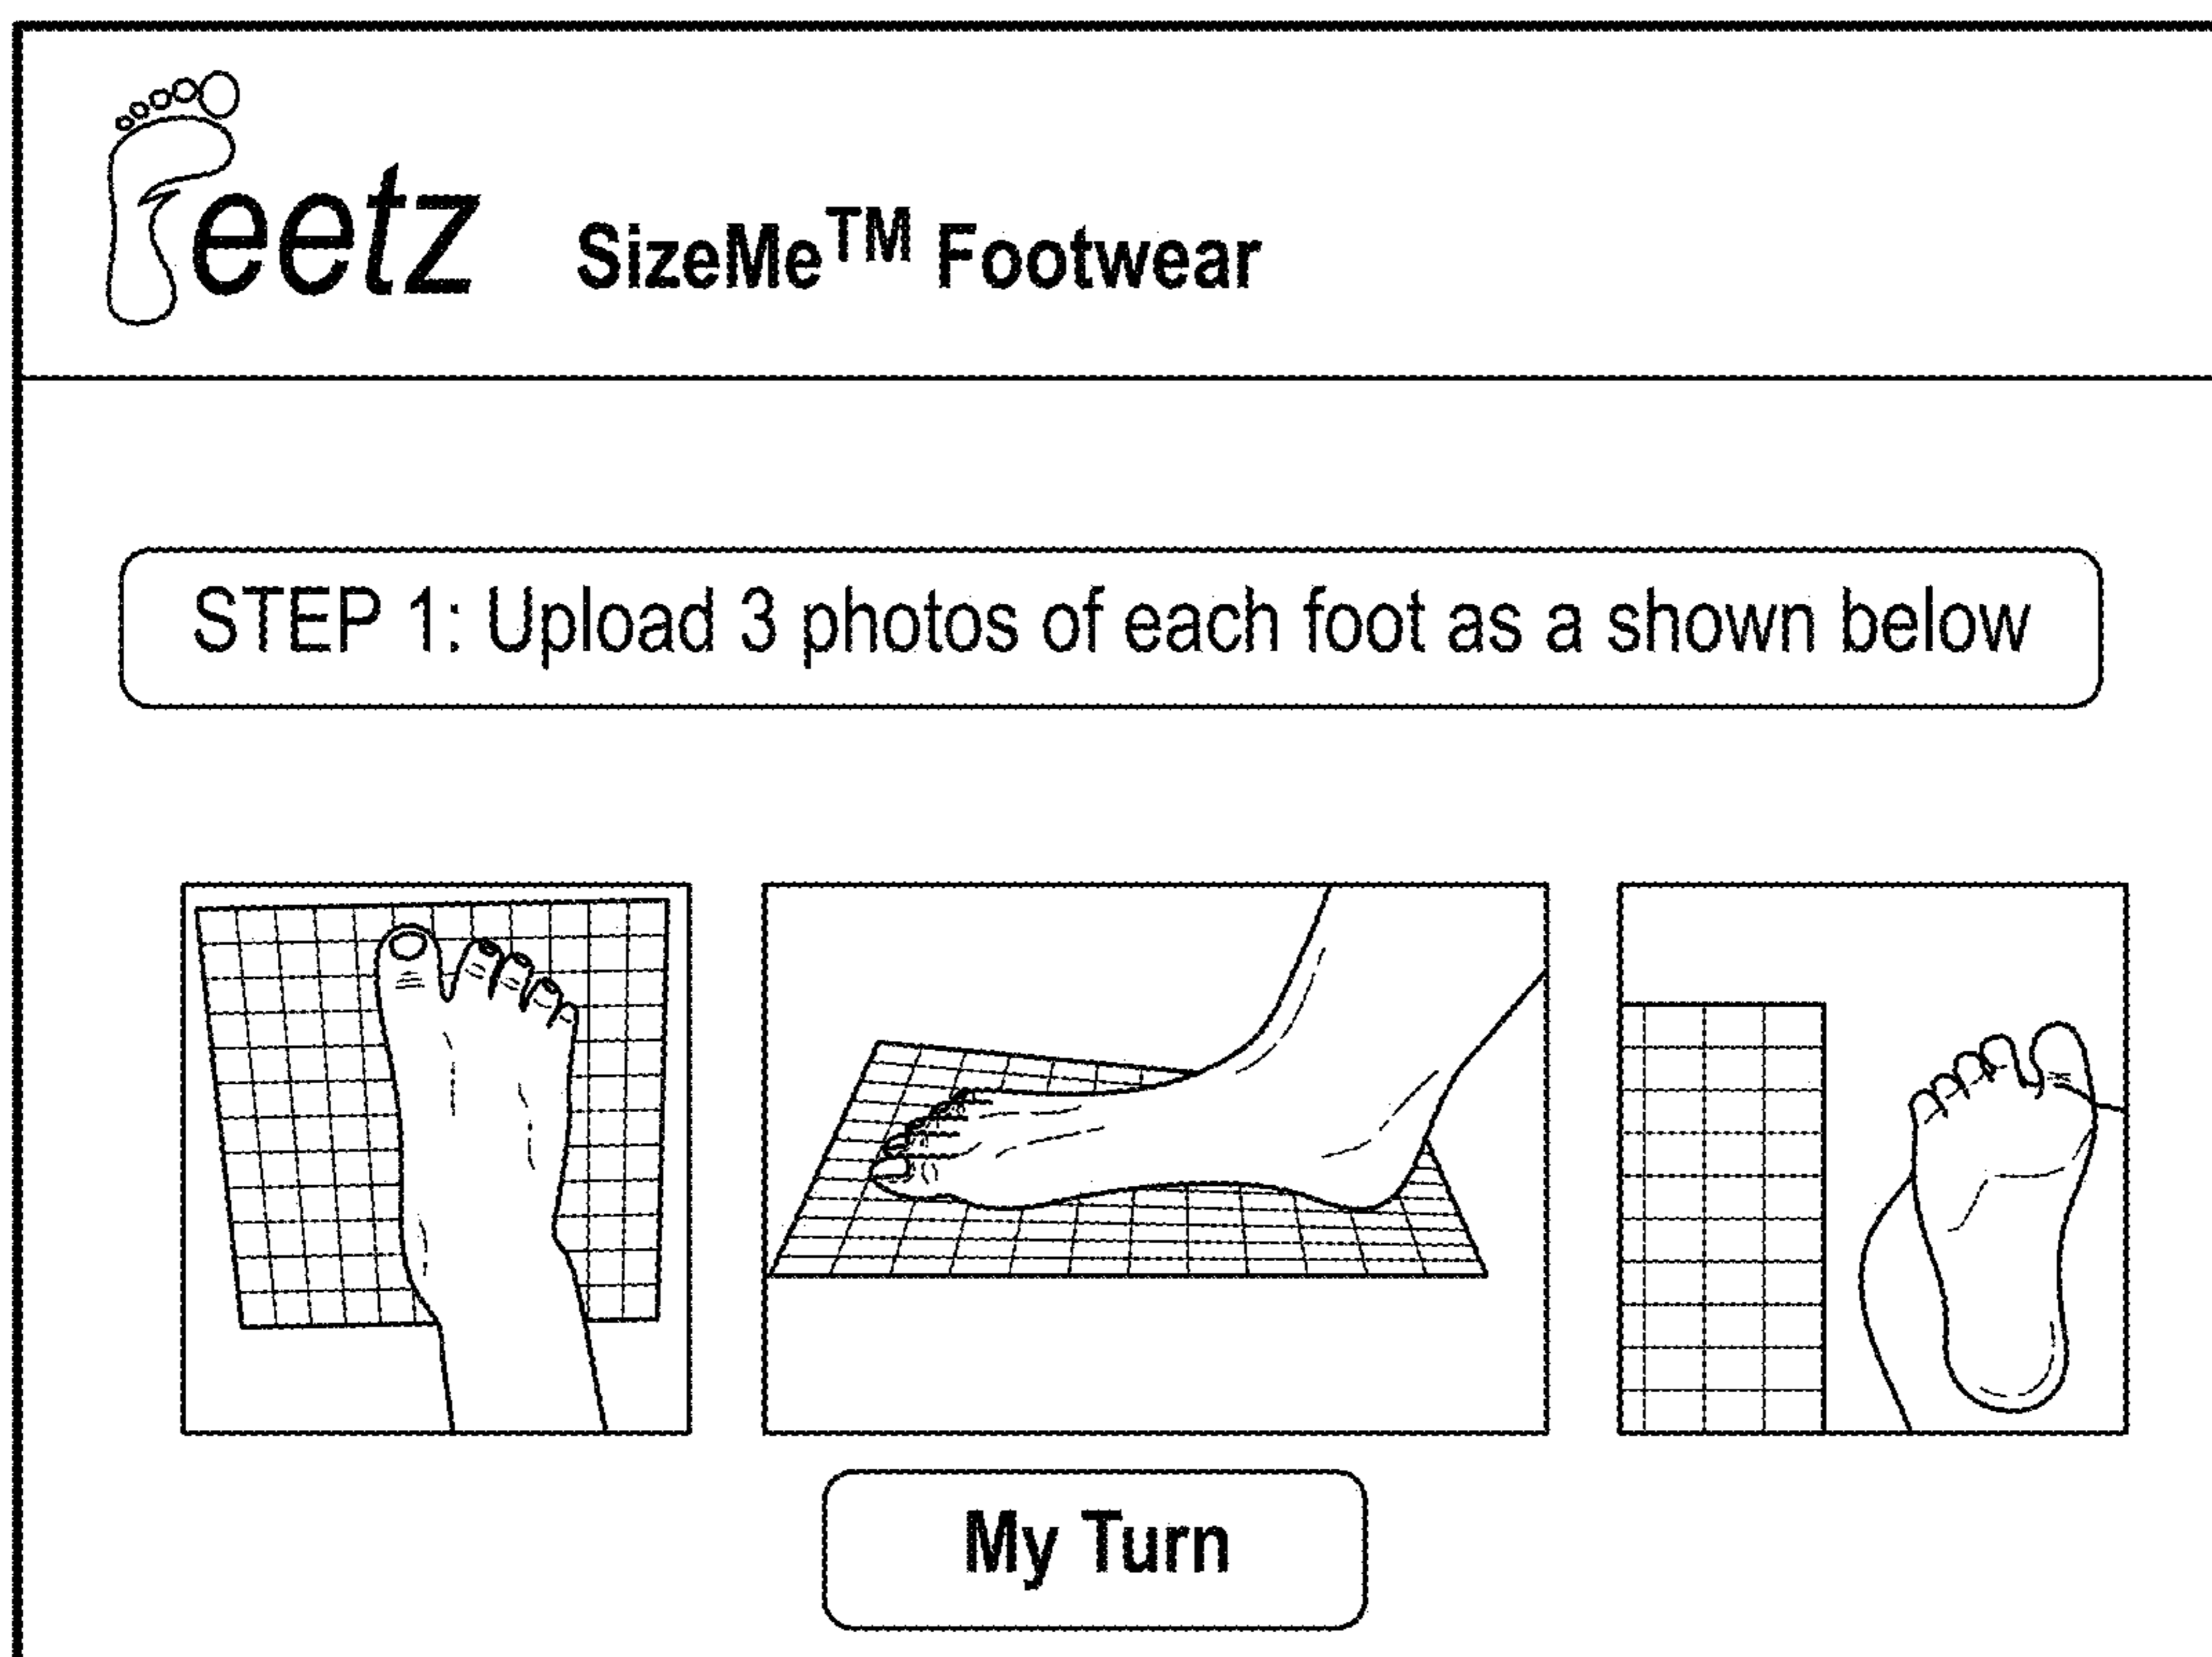 Feetz SizeMe™ Footwear
STEP 1: Upload 3 photos of each foot as a shown below
My Turn